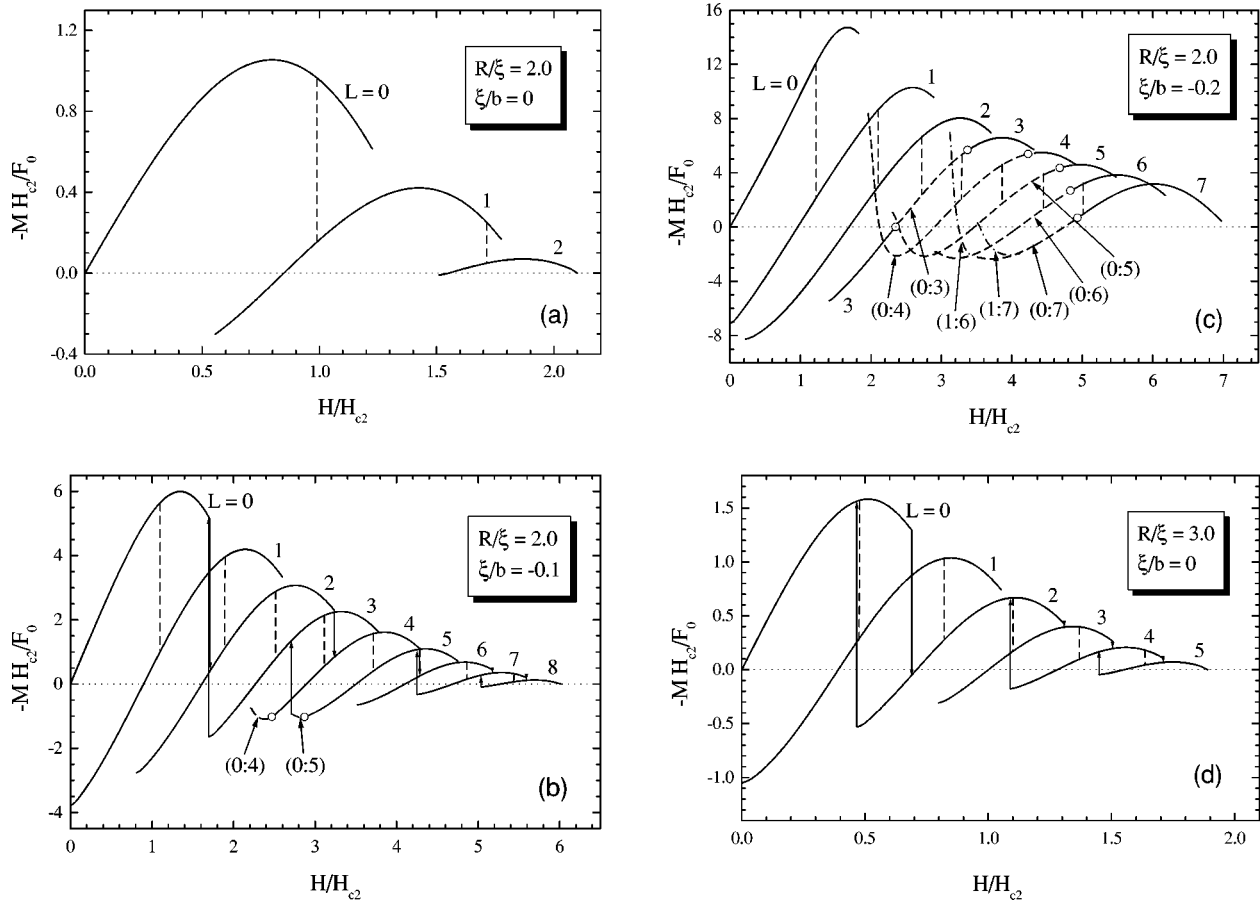 1.2
0.8
0.4
0.0
-0.4
-M H_c2/F_0
0.0 0.5 1.0 1.5 2.0
H/H_c2
L = 0
1
2
R/ξ = 2.0
ξ/b = 0
(a)
16
12
8
4
0
-4
-8
-M H_c2/F_0
0 1 2 3 4 5 6 7
H/H_c2
L = 0
1
2
3
4
5
6
7
3
R/ξ = 2.0
ξ/b = -0.2
(0:4)
(0:3)
(1:6)
(1:7)
(0:7)
(0:6)
(0:5)
(c)
6
4
2
0
-2
-4
-M H_c2/F_0
0 1 2 3 4 5 6
H/H_c2
L = 0
1
2
3
4
5
6
7
8
R/ξ = 2.0
ξ/b = -0.1
(0:4)
(0:5)
(b)
1.5
1.0
0.5
0.0
-0.5
-1.0
-M H_c2/F_0
0.0 0.5 1.0 1.5 2.0
H/H_c2
L = 0
1
2
3
4
5
R/ξ = 3.0
ξ/b = 0
(d)